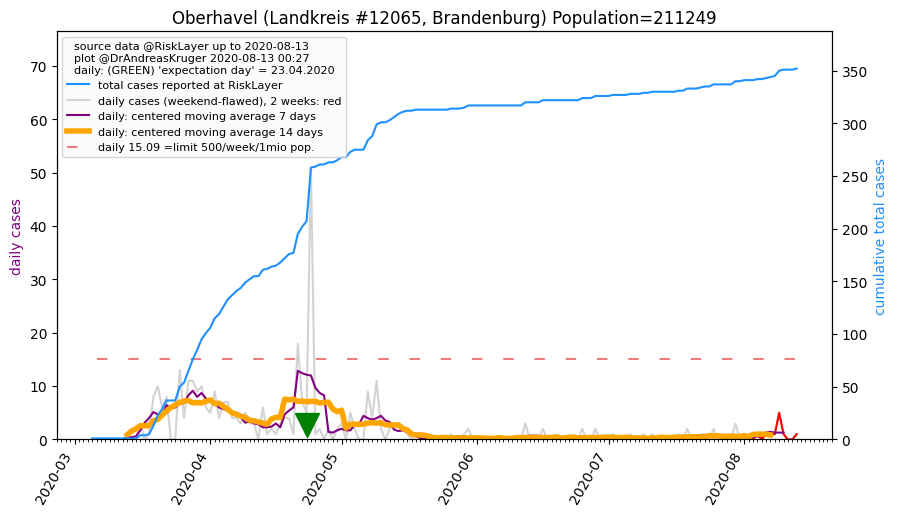 Oberhavel (Landkreis #12065, Brandenburg) Population=211249
source data @RiskLayer up to 2020-08-13
plot @DrAndreasKruger 2020-08-13 00:27
daily: (GREEN) 'expectation day' = 23.04.2020
total cases reported at RiskLayer
daily cases (weekend-flawed), 2 weeks: red
daily: centered moving average 7 days
daily: centered moving average 14 days
daily 15.09 =limit 500/week/1mio pop.
daily cases
70
60
50
40
30
20
10
0
cumulative total cases
350
300
250
200
150
100
50
0
2020-03
2020-04
2020-05
2020-06
2020-07
2020-08